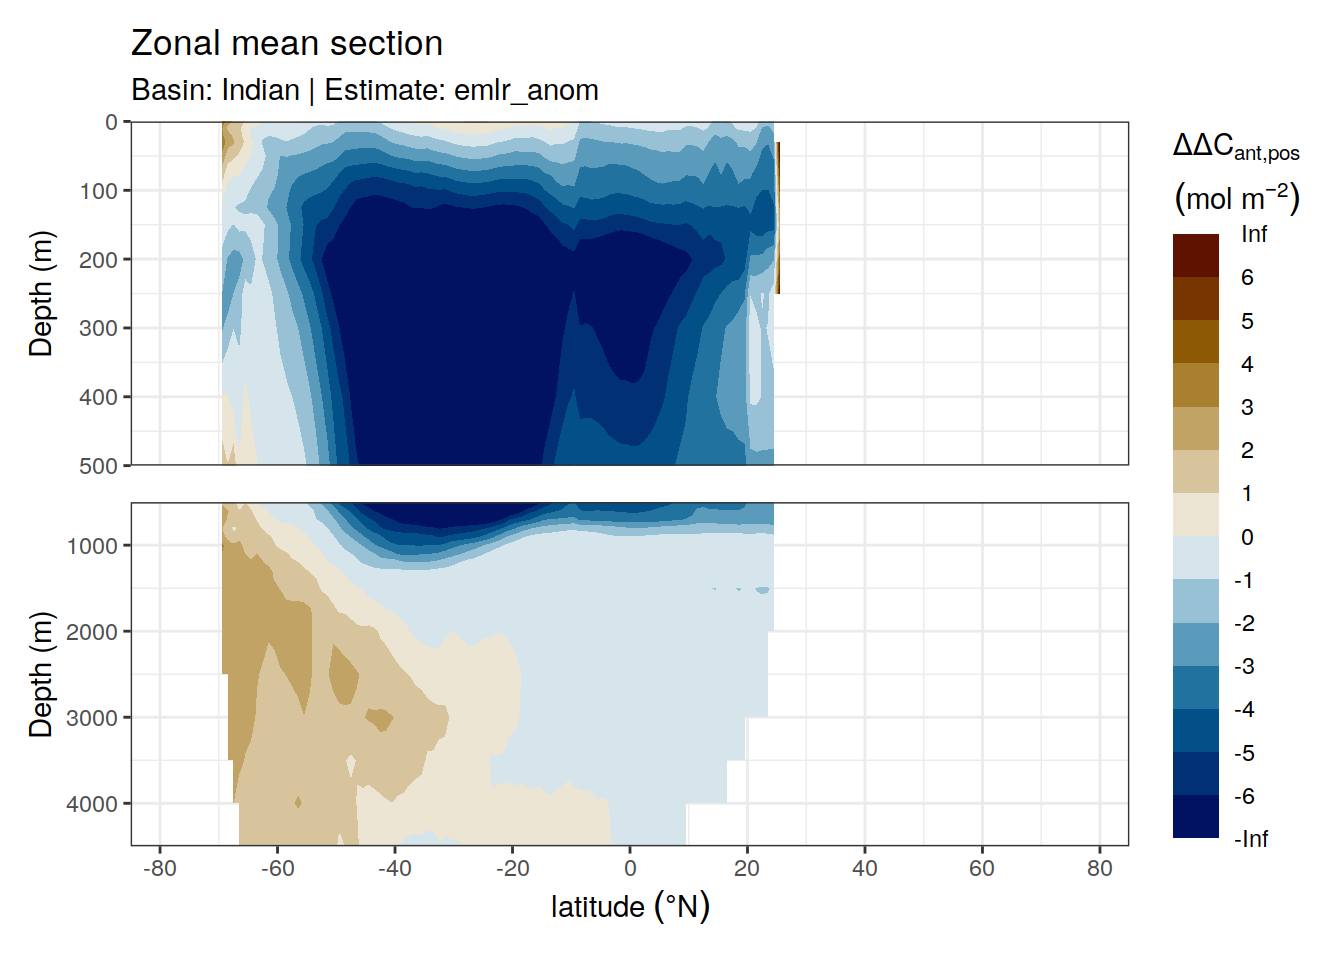 Zonal mean section
Basin: Indian | Estimate: emlr_anom
0
100
200
300
400
500
Depth (m)
1000
2000
3000
4000
Depth (m)
-80 -60 -40 -20 0 20 40 60 80
latitude (°N)
ΔΔC_ant,pos
(mol m⁻²)
Inf
6
5
4
3
2
1
0
-1
-2
-3
-4
-5
-6
-Inf